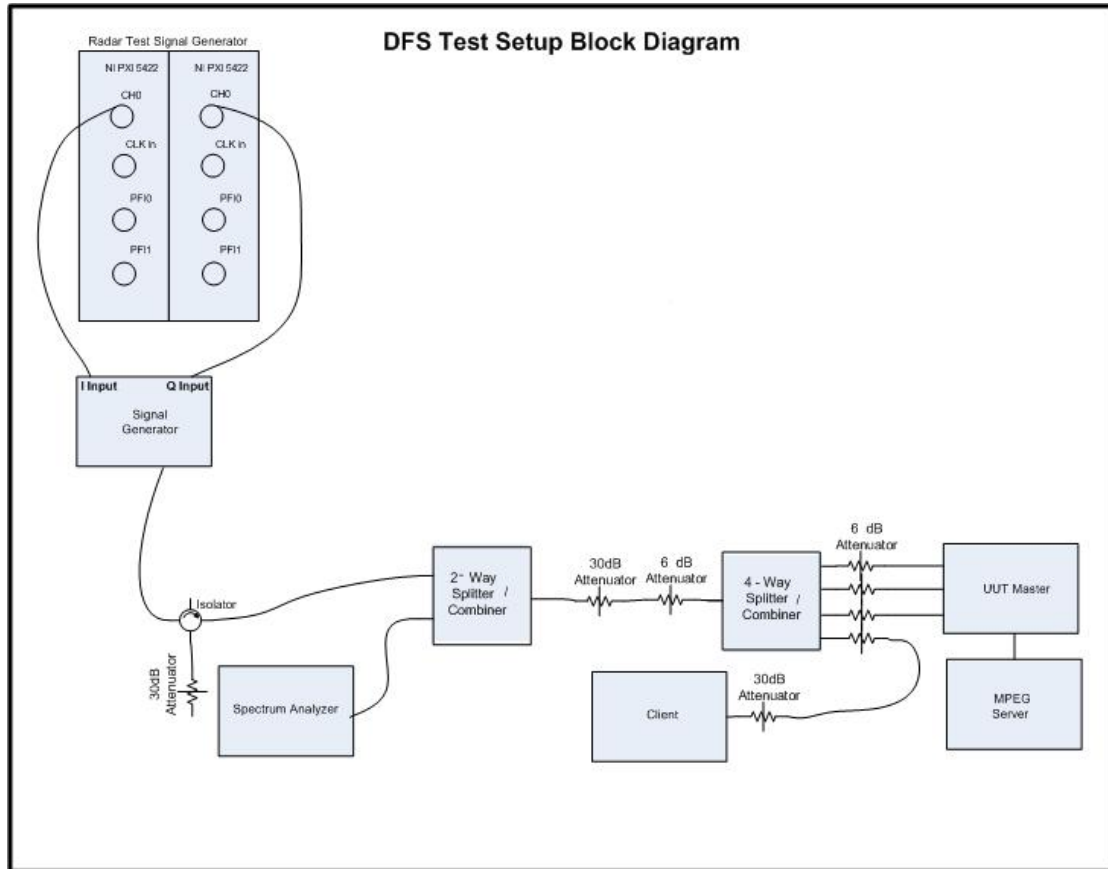 DFS Test Setup Block Diagram
Radar Test Signal Generator
NI PXI 5422
NI PXI 5422
CH0
CH0
CLK In
CLK In
PFI0
PFI0
PFI1
PFI1
I Input
Q Input
Signal
Generator
Isolator
30dB
Attenuator
Spectrum Analyzer
2- Way
Splitter /
Combiner
30dB
Attenuator
6 dB
Attenuator
4 - Way
Splitter /
Combiner
6 dB
Attenuator
UUT Master
MPEG
Server
30dB
Attenuator
Client